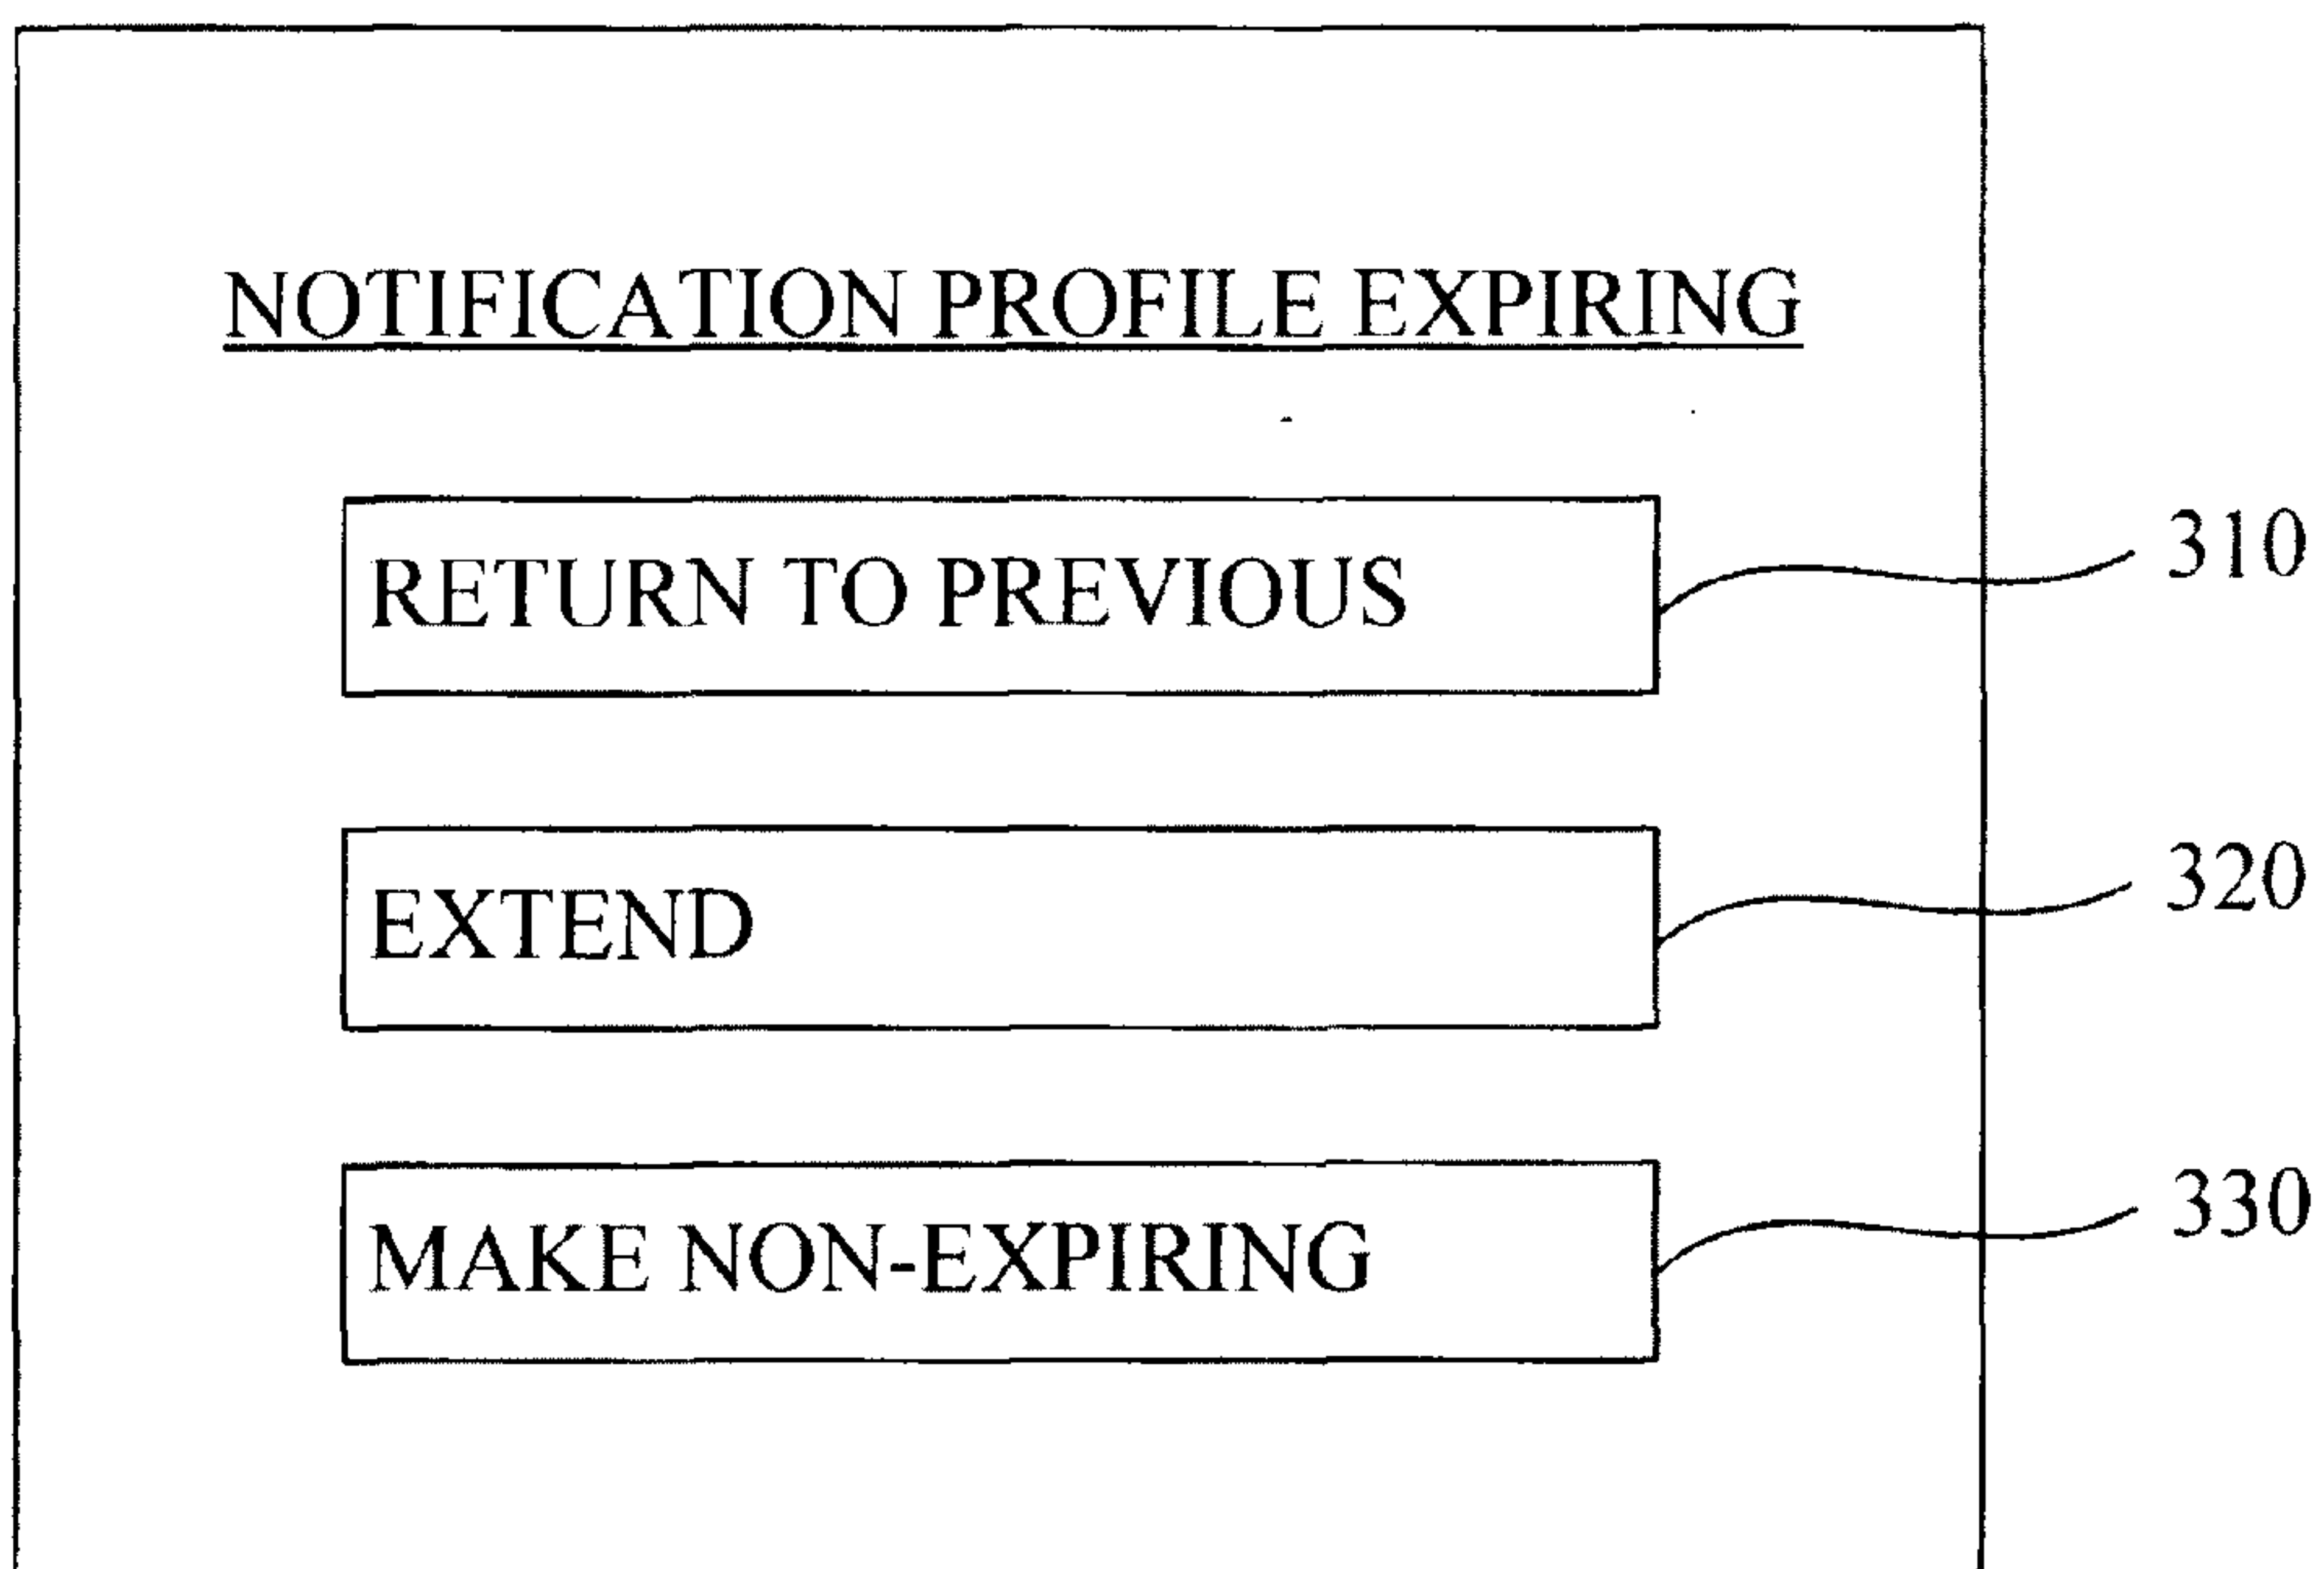 NOTIFICATION PROFILE EXPIRING
RETURN TO PREVIOUS
310
EXTEND
320
MAKE NON-EXPIRING
330